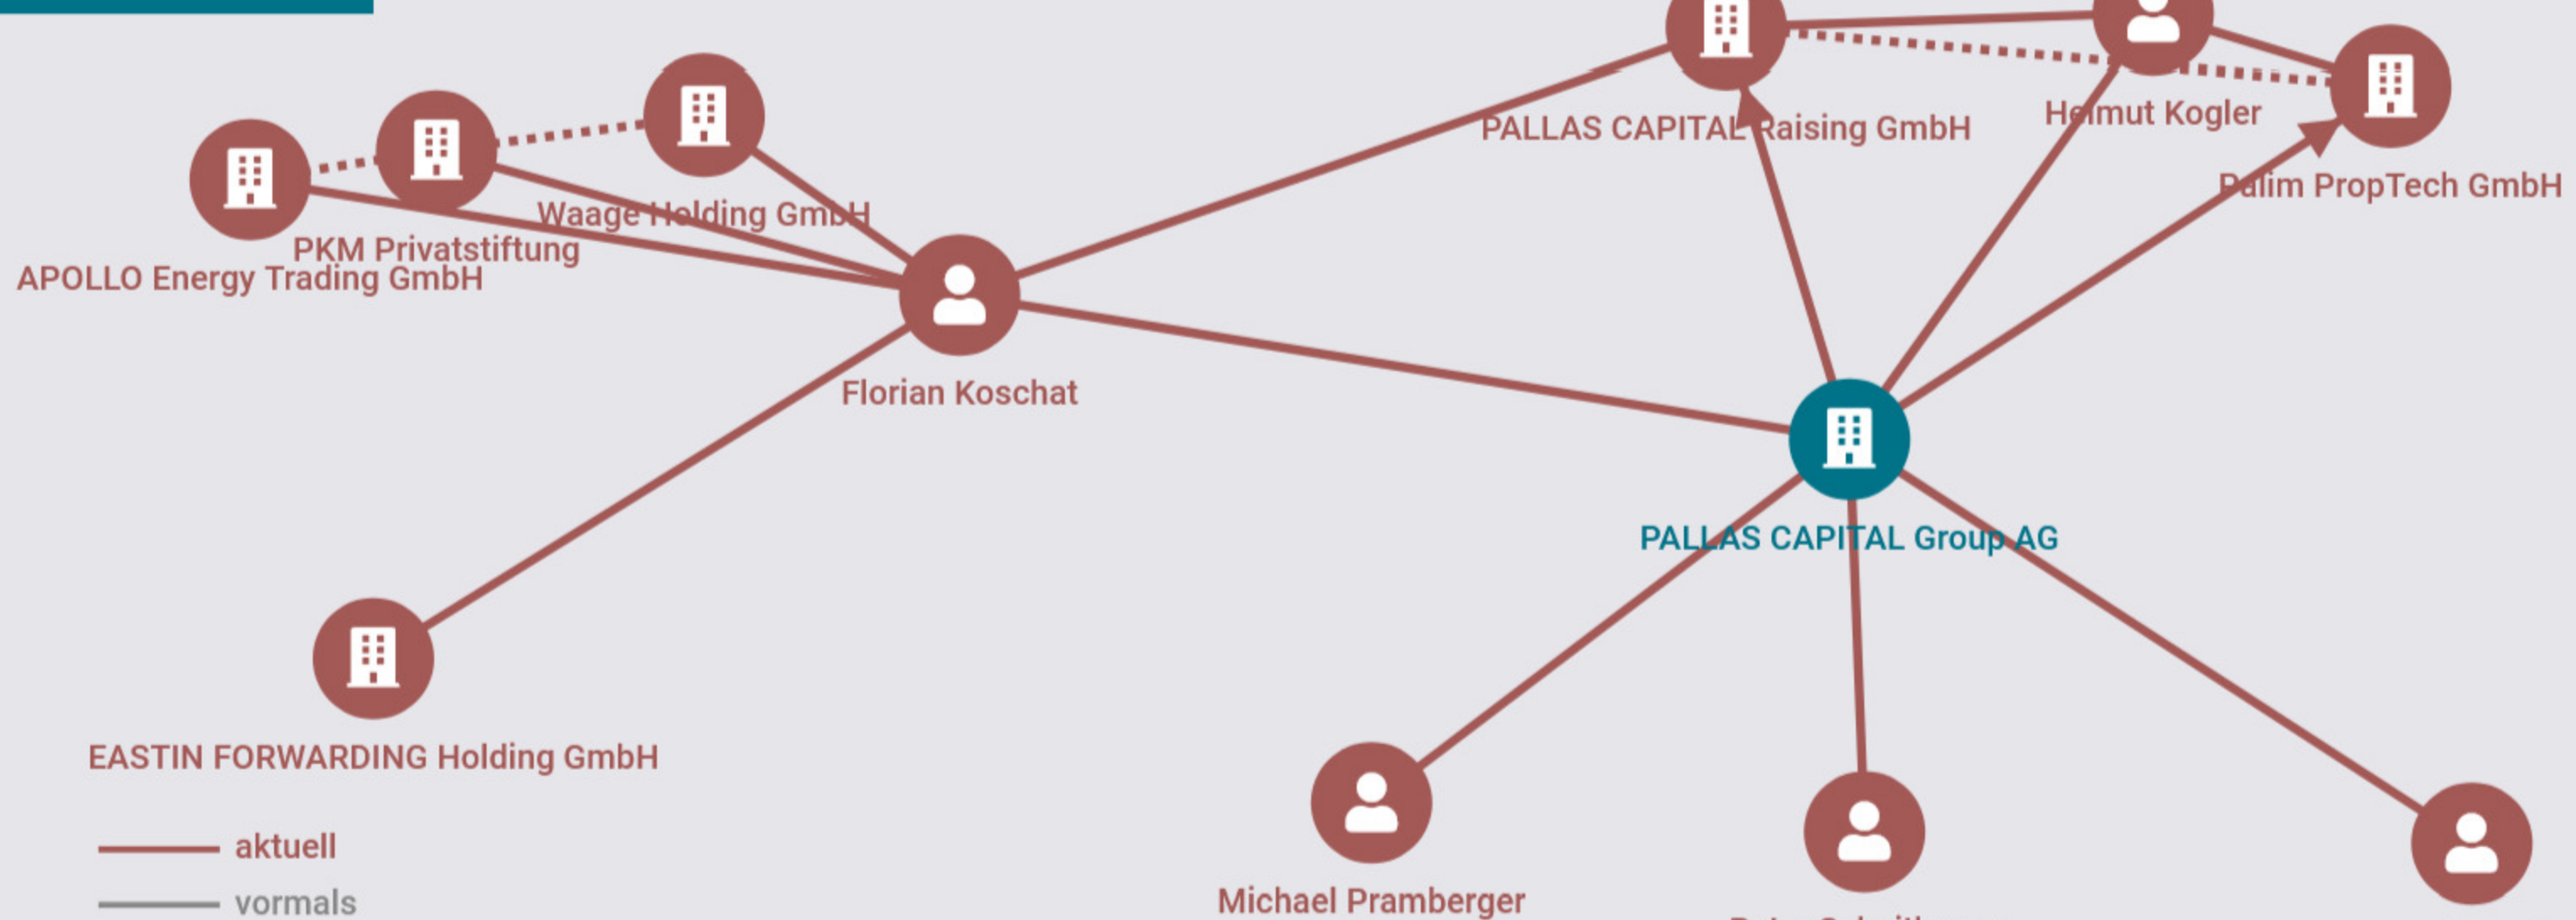 PALLAS CAPITAL Raising GmbH
Helmut Kogler
Palim PropTech GmbH
Waage Holding GmbH
PKM Privatstiftung
APOLLO Energy Trading GmbH
Florian Koschat
PALLAS CAPITAL Group AG
EASTIN FORWARDING Holding GmbH
aktuell
Michael Pramberger
vormals